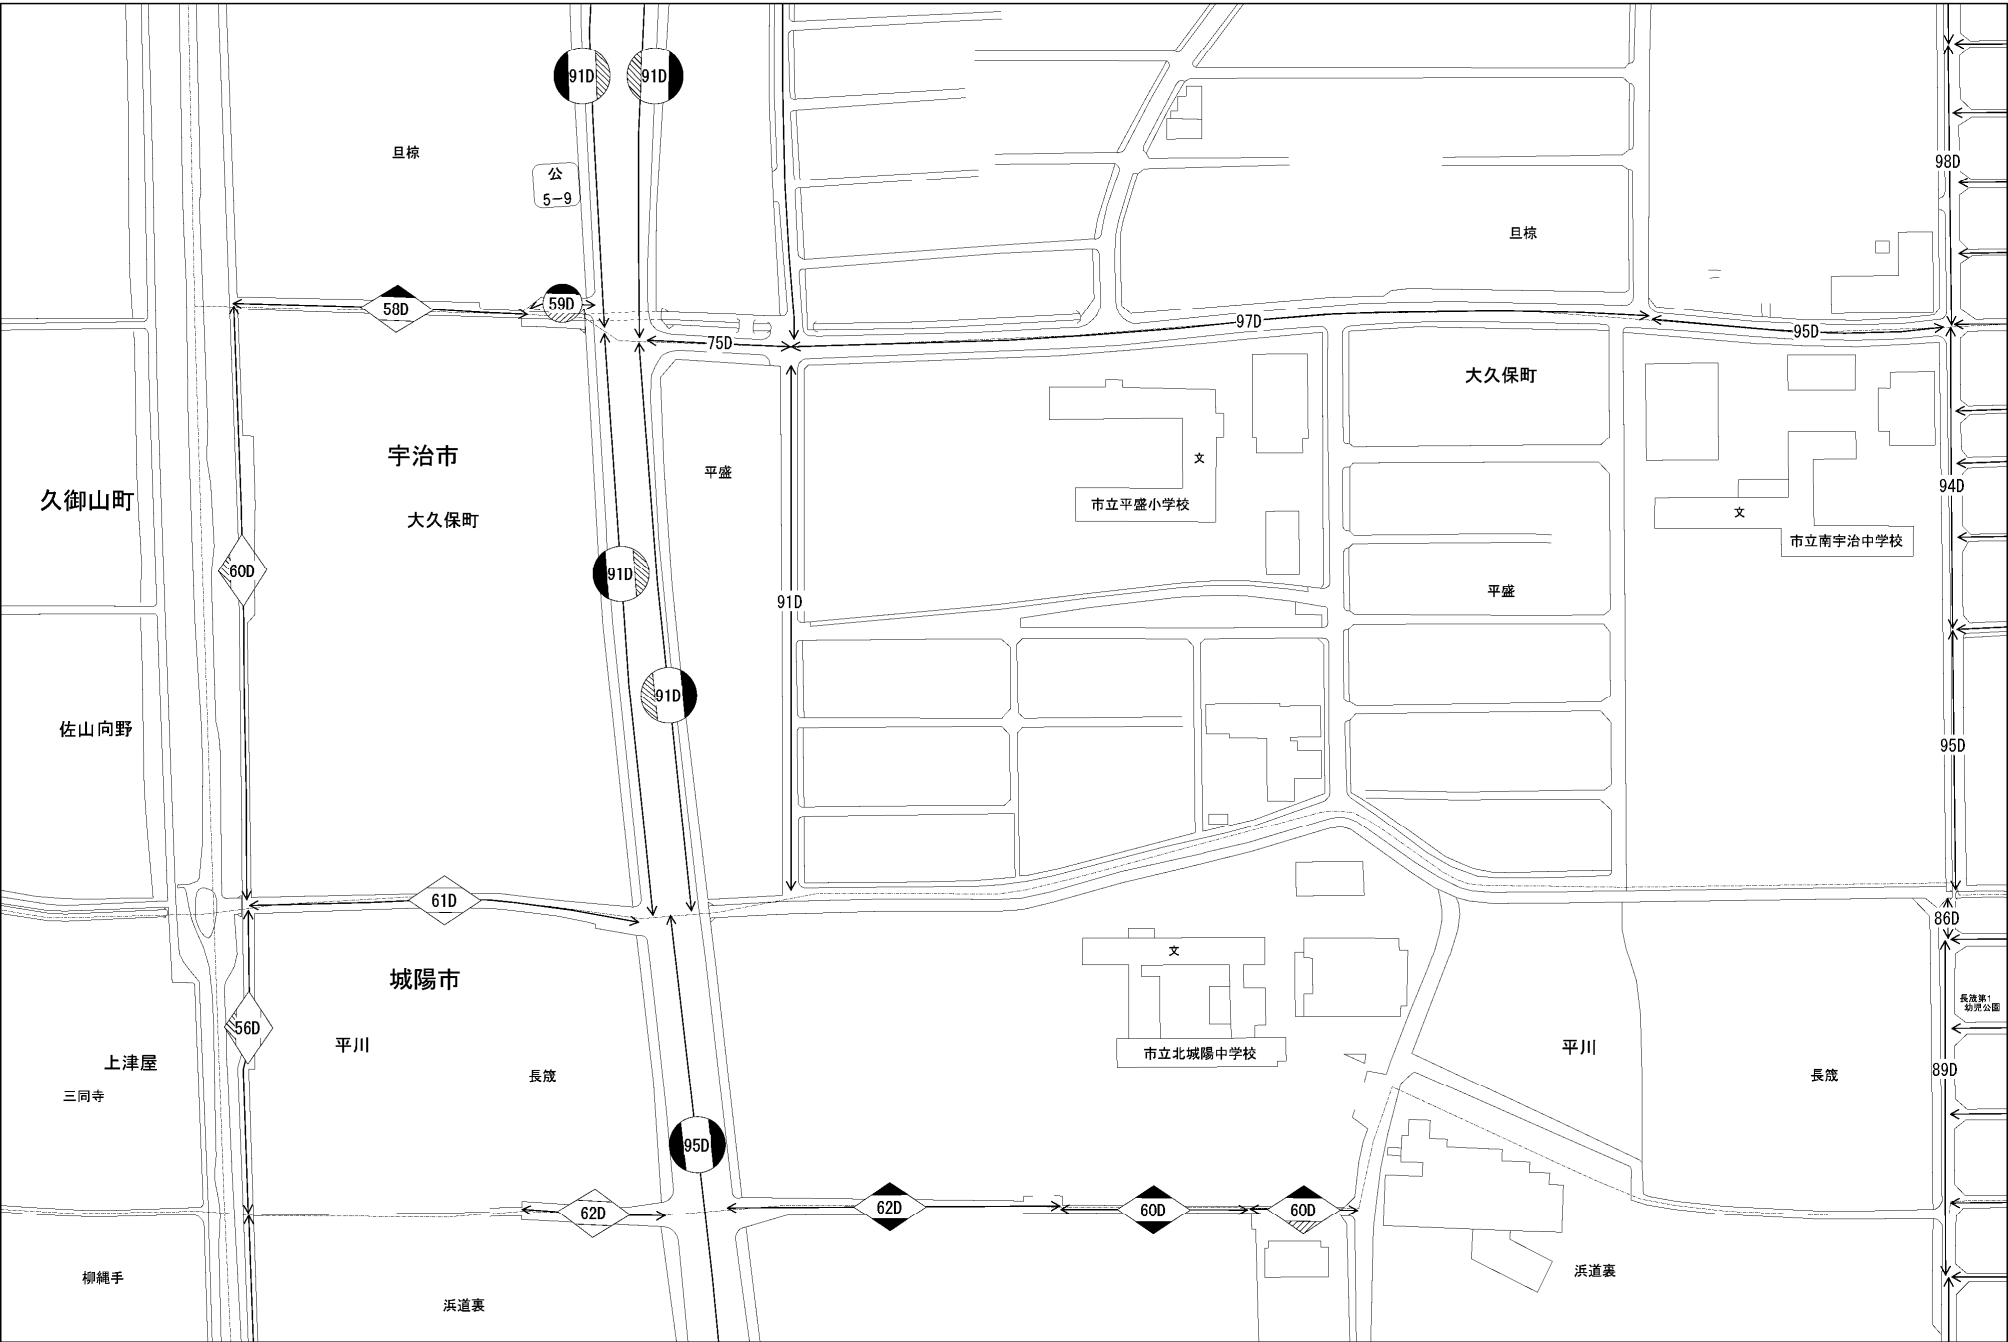 91D
91D
旦椋
98D
公
5-9
旦椋
58D
59D
75D
97D
95D
大久保町
宇治市
平盛
文
久御山町
大久保町
市立平盛小学校
94D
文
市立南宇治中学校
60D
91D
91D
平盛
91D
佐山向野
95D
61D
86D
城陽市
文
長筬第1
幼児公園
56D
平川
平川
上津屋
市立北城陽中学校
長筬
長筬
89D
三同寺
95D
62D
62D
60D
60D
柳縄手
浜道裏
浜道裏